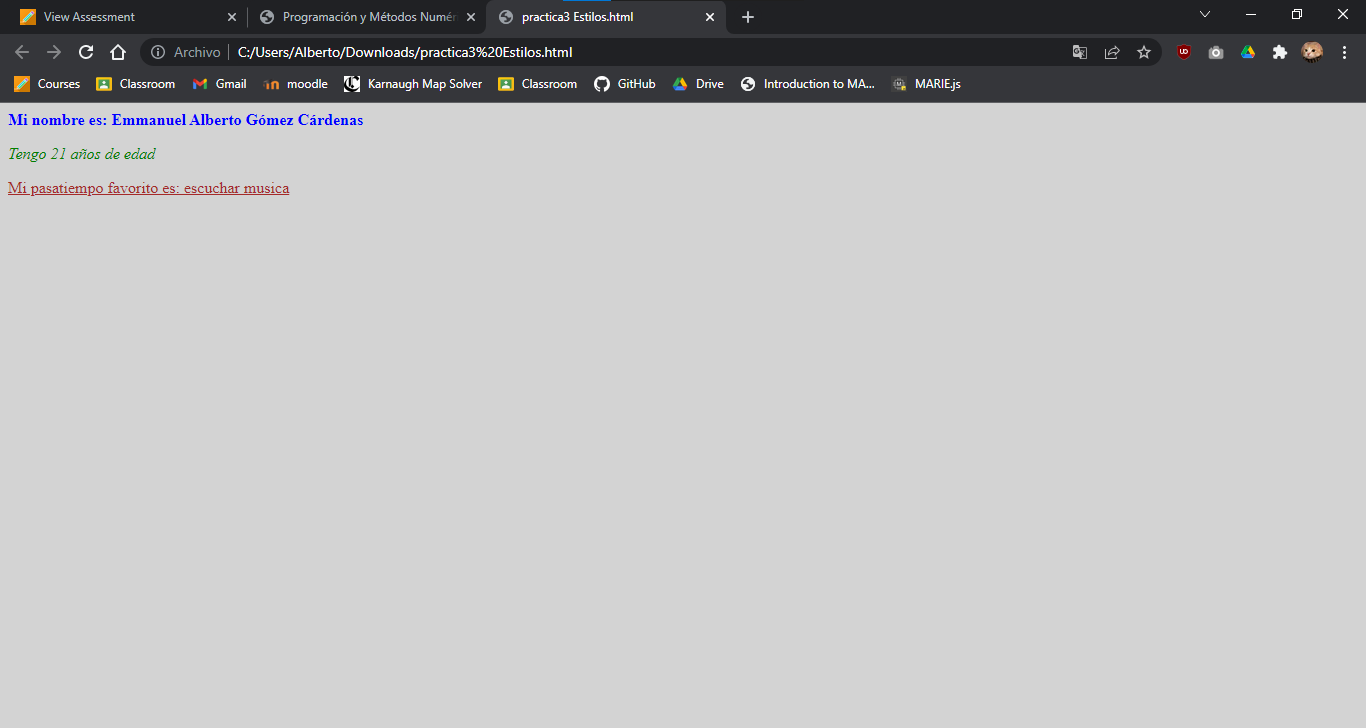 View Assessment
Programación y Métodos Numér
practica3 Estilos.html
Archivo
C:/Users/Alberto/Downloads/practica3%20Estilos.html
Courses
Classroom
Gmail
moodle
Karnaugh Map Solver
Classroom
GitHub
Drive
Introduction to MA...
MARIE.js
Mi nombre es: Emmanuel Alberto Gómez Cárdenas
Tengo 21 años de edad
Mi pasatiempo favorito es: escuchar musica